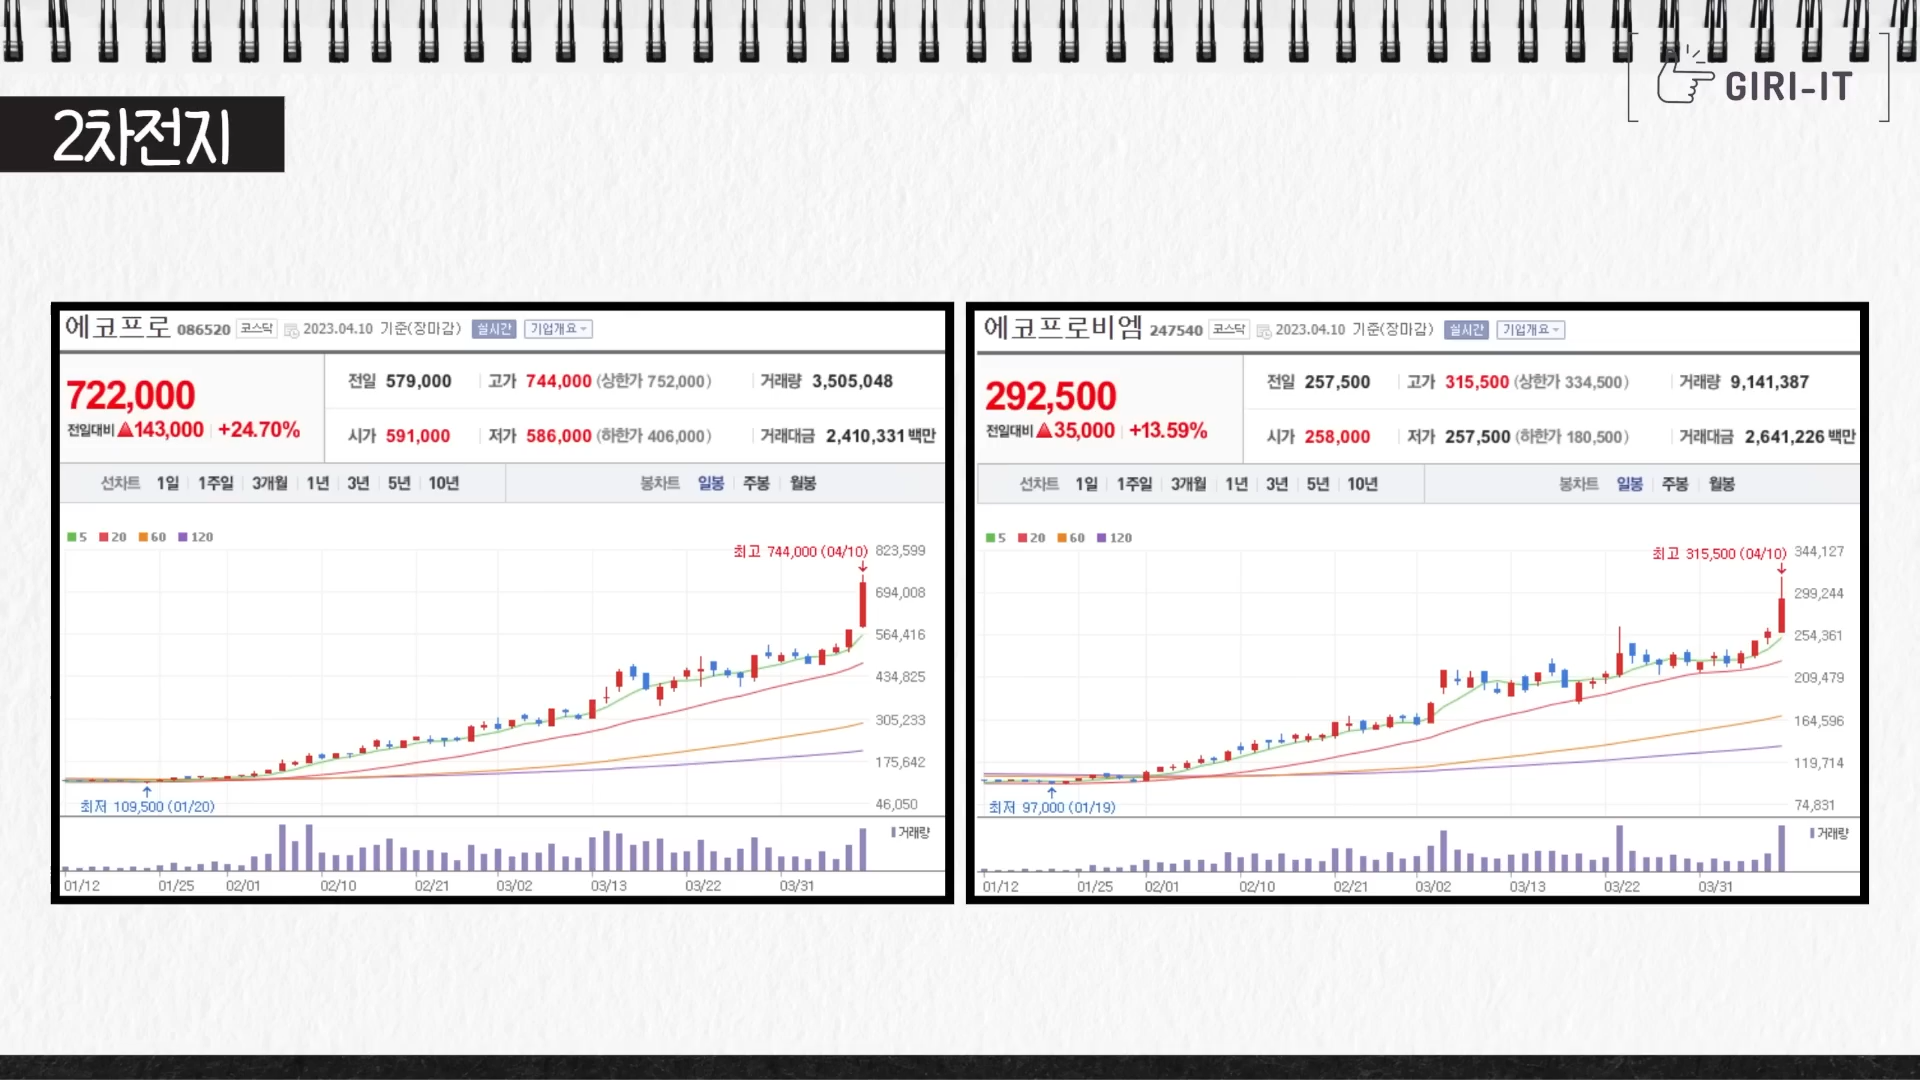 GIRI-IT
2차전지
에코프로 086520 코스닥 2023.04.10 기준(장마감) 실시간 기업개요
722,000
전일대비 ▲143,000 +24.70%
전일 579,000 고가 744,000 (상한가 752,000) 거래량 3,505,048
시가 591,000 저가 586,000 (하한가 406,000) 거래대금 2,410,331 백만
선차트 1일 1주일 3개월 1년 3년 5년 10년 봉차트 일봉 주봉 월봉
5 20 60 120
최고 744,000 (04/10)
823,599
694,008
564,416
434,825
305,233
175,642
46,050
최저 109,500 (01/20)
거래량
01/12 01/25 02/01 02/10 02/21 03/02 03/13 03/22 03/31
에코프로비엠 247540 코스닥 2023.04.10 기준(장마감) 실시간 기업개요
292,500
전일대비 ▲35,000 +13.59%
전일 257,500 고가 315,500 (상한가 334,500) 거래량 9,141,387
시가 258,000 저가 257,500 (하한가 180,500) 거래대금 2,641,226 백만
선차트 1일 1주일 3개월 1년 3년 5년 10년 봉차트 일봉 주봉 월봉
5 20 60 120
최고 315,500 (04/10)
344,127
299,244
254,361
209,479
164,596
119,714
74,831
최저 97,000 (01/19)
거래량
01/12 01/25 02/01 02/10 02/21 03/02 03/13 03/22 03/31